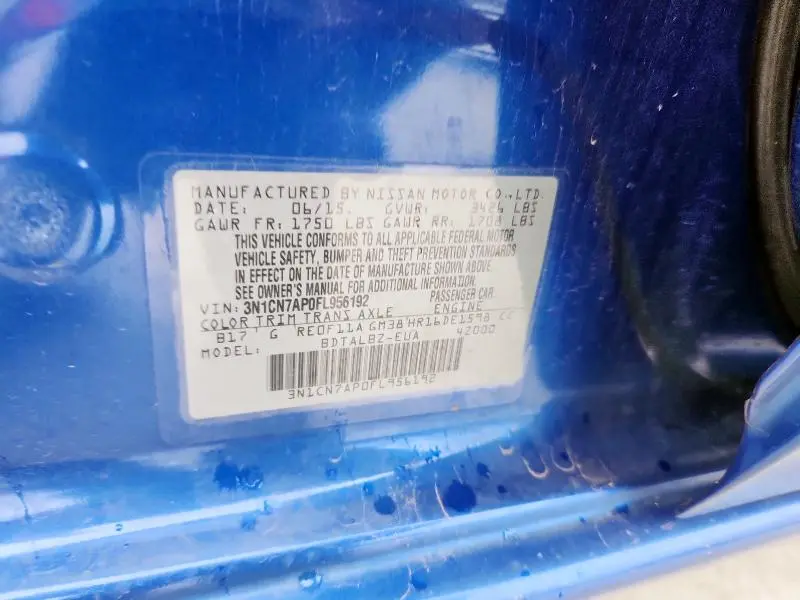 MANUFACTURED BY NISSAN MOTOR CO.,LTD.
DATE: 06/15. GVWR: 3426 LBS
GAWR FR: 1750 LBS GAWR RR: 1708 LBS
THIS VEHICLE CONFORMS TO ALL APPLICABLE FEDERAL MOTOR
VEHICLE SAFETY, BUMPER AND THEFT PREVENTION STANDARDS
IN EFFECT ON THE DATE OF MANUFACTURE SHOWN ABOVE.
SEE OWNER'S MANUAL FOR ADDITIONAL INFORMATION.
VIN: 3N1CN7AP0FL956192 PASSENGER CAR
COLOR TRIM TRANS AXLE ENGINE
B17 G RE0F11A GM38 HR16DE1598 CC
MODEL: BDTALBZ-EUA 42000
3N1CN7AP0FL956192